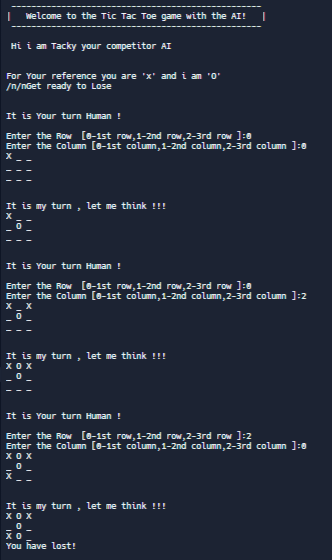 --------------------------------------------------
|   Welcome to the Tic Tac Toe game with the AI!   |
--------------------------------------------------
Hi i am Tacky your competitor AI
For Your reference you are 'x' and i am 'O'
/n/nGet ready to Lose
It is Your turn Human !
Enter the Row  [0-1st row,1-2nd row,2-3rd row ]:0
Enter the Column [0-1st column,1-2nd column,2-3rd column ]:0
X _ _
_ _ _
_ _ _
It is my turn , let me think !!!
X _ _
_ O _
_ _ _
It is Your turn Human !
Enter the Row  [0-1st row,1-2nd row,2-3rd row ]:0
Enter the Column [0-1st column,1-2nd column,2-3rd column ]:2
X _ X
_ O _
_ _ _
It is my turn , let me think !!!
X O X
_ O _
_ _ _
It is Your turn Human !
Enter the Row  [0-1st row,1-2nd row,2-3rd row ]:2
Enter the Column [0-1st column,1-2nd column,2-3rd column ]:0
X O X
_ O _
X _ _
It is my turn , let me think !!!
X O X
_ O _
X O _
You have lost!